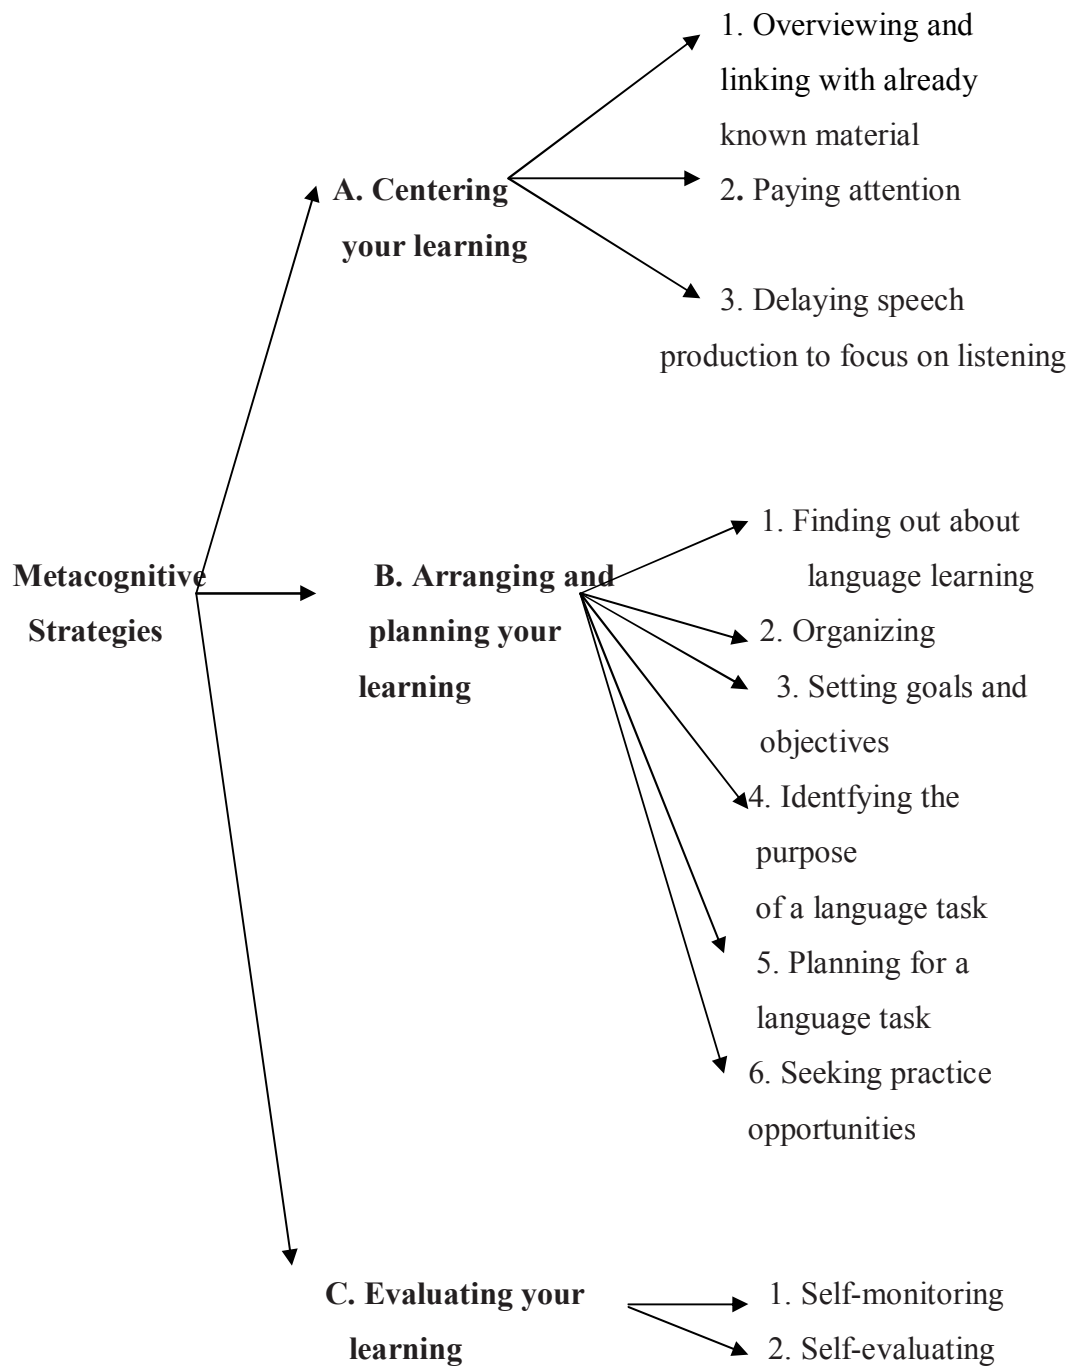 1. Overviewing and
linking with already
known material
A. Centering
your learning
2. Paying attention
3. Delaying speech
production to focus on listening
Metacognitive
Strategies
B. Arranging and
planning your
learning
1. Finding out about
language learning
2. Organizing
3. Setting goals and
objectives
4. Identfying the
purpose
of a language task
5. Planning for a
language task
6. Seeking practice
opportunities
C. Evaluating your
learning
1. Self-monitoring
2. Self-evaluating